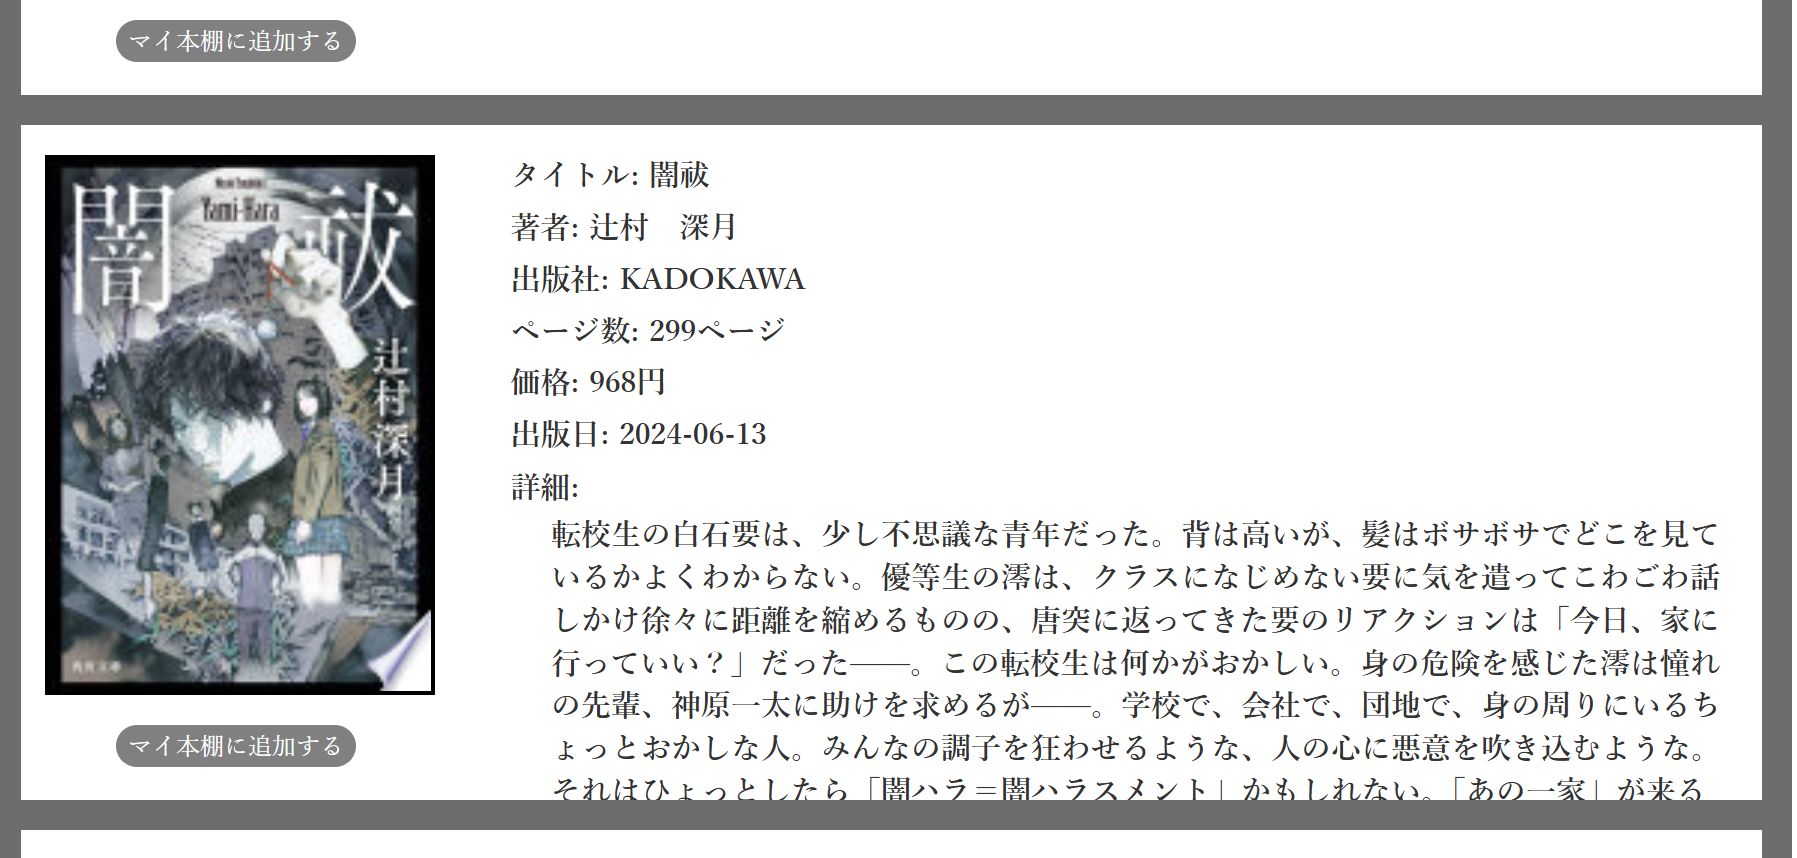 マイ本棚に追加する
闇祓
Yami-Hara
辻村深月
タイトル: 闇祓
著者: 辻村　深月
出版社: KADOKAWA
ページ数: 299ページ
価格: 968円
出版日: 2024-06-13
詳細:
転校生の白石要は、少し不思議な青年だった。背は高いが、髪はボサボサでどこを見て
いるかよくわからない。優等生の澪は、クラスになじめない要に気を遣ってこわごわ話
しかけ徐々に距離を縮めるものの、唐突に返ってきた要のリアクションは「今日、家に
行っていい？」だった――。この転校生は何かがおかしい。身の危険を感じた澪は憧れ
の先輩、神原一太に助けを求めるが――。学校で、会社で、団地で、身の周りにいるち
ょっとおかしな人。みんなの調子を狂わせるような、人の心に悪意を吹き込むような。
それはひょっとしたら「闇ハラ＝闇ハラスメント」かもしれない。「あの一家」が来る
マイ本棚に追加する